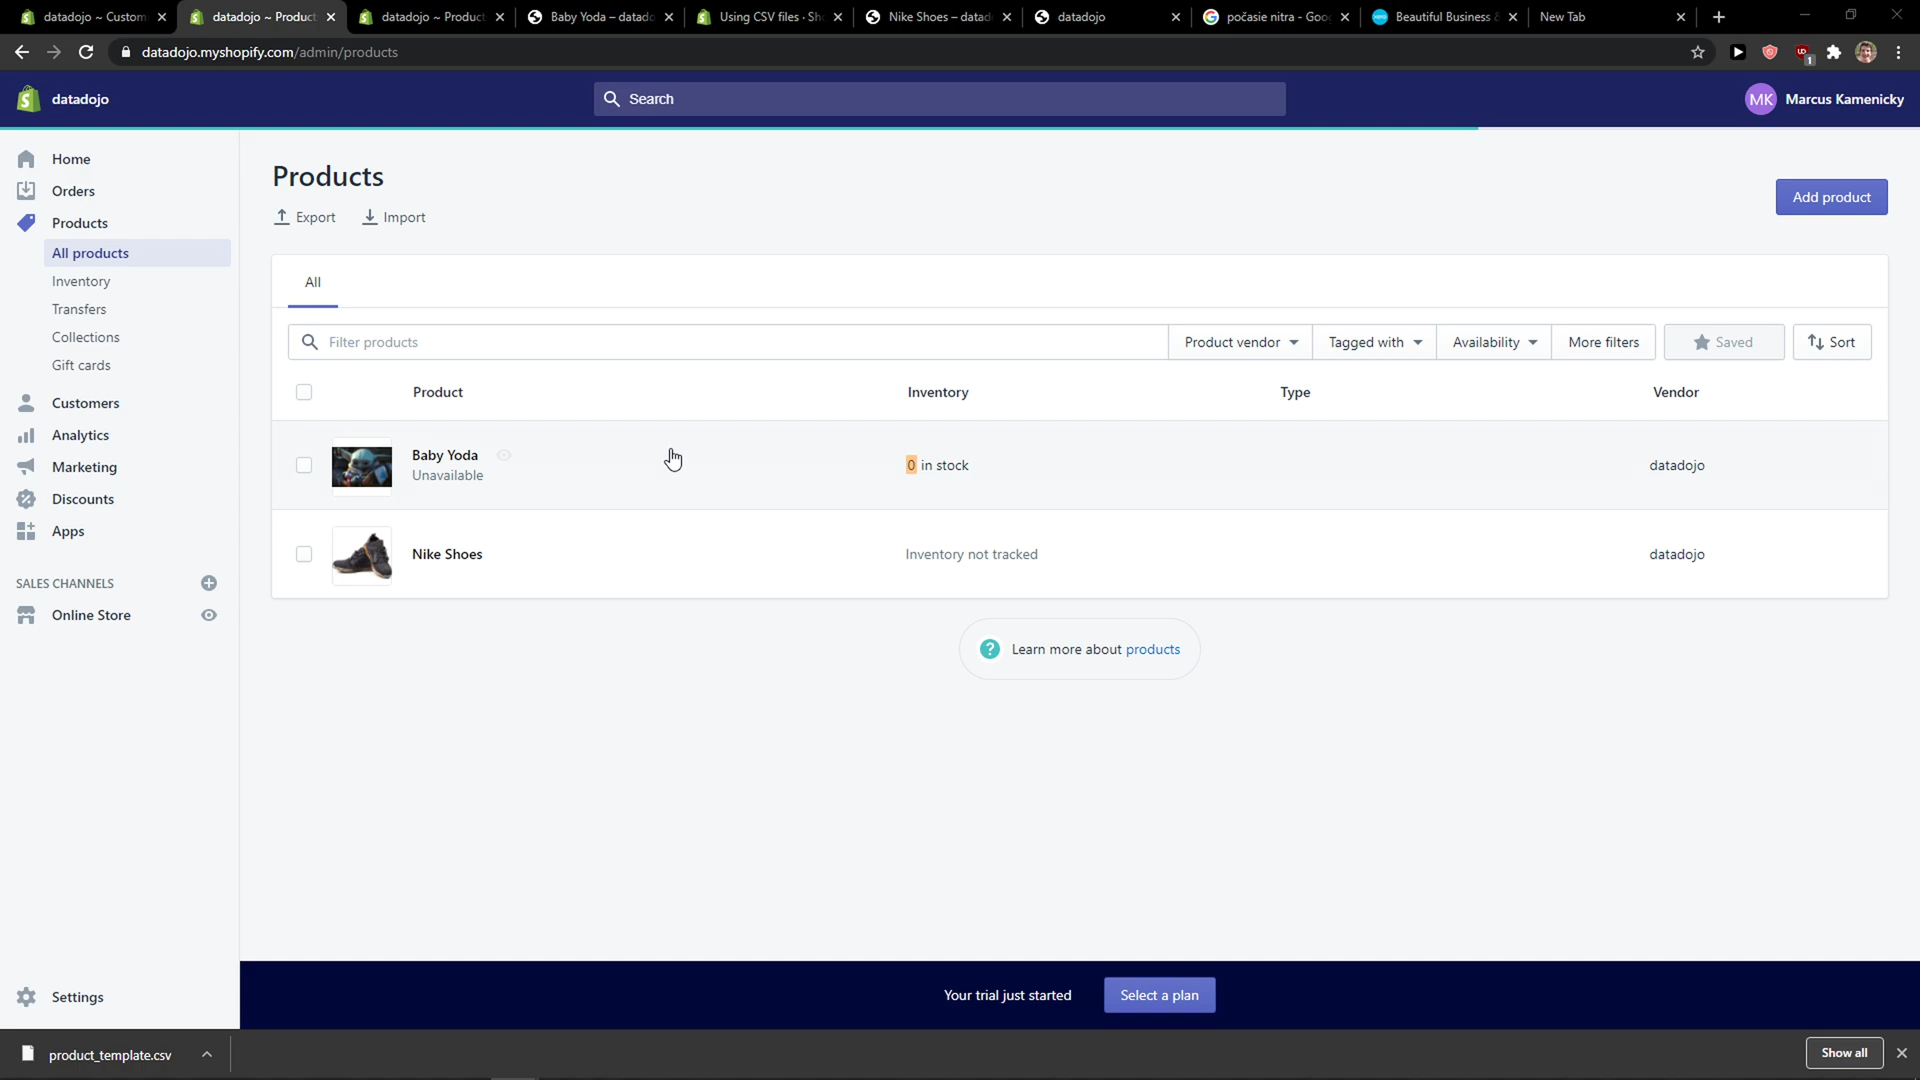 datadojo ~ Custom
datadojo ~ Product
datadojo ~ Product
Baby Yoda – datado
Using CSV files · Sh
Nike Shoes – datad
datadojo
počasie nitra - Goo
Beautiful Business &
New Tab
datadojo.myshopify.com/admin/products
1
datadojo
Search
MK
Marcus Kamenicky
Home
Orders
Products
All products
Inventory
Transfers
Collections
Gift cards
Customers
Analytics
Marketing
Discounts
Apps
SALES CHANNELS
Online Store
Settings
Products
Export
Import
Add product
All
Filter products
Product vendor
Tagged with
Availability
More filters
Saved
Sort
Product
Inventory
Type
Vendor
Baby Yoda
Unavailable
0 in stock
datadojo
Nike Shoes
Inventory not tracked
datadojo
? Learn more about products
Your trial just started
Select a plan
product_template.csv
Show all